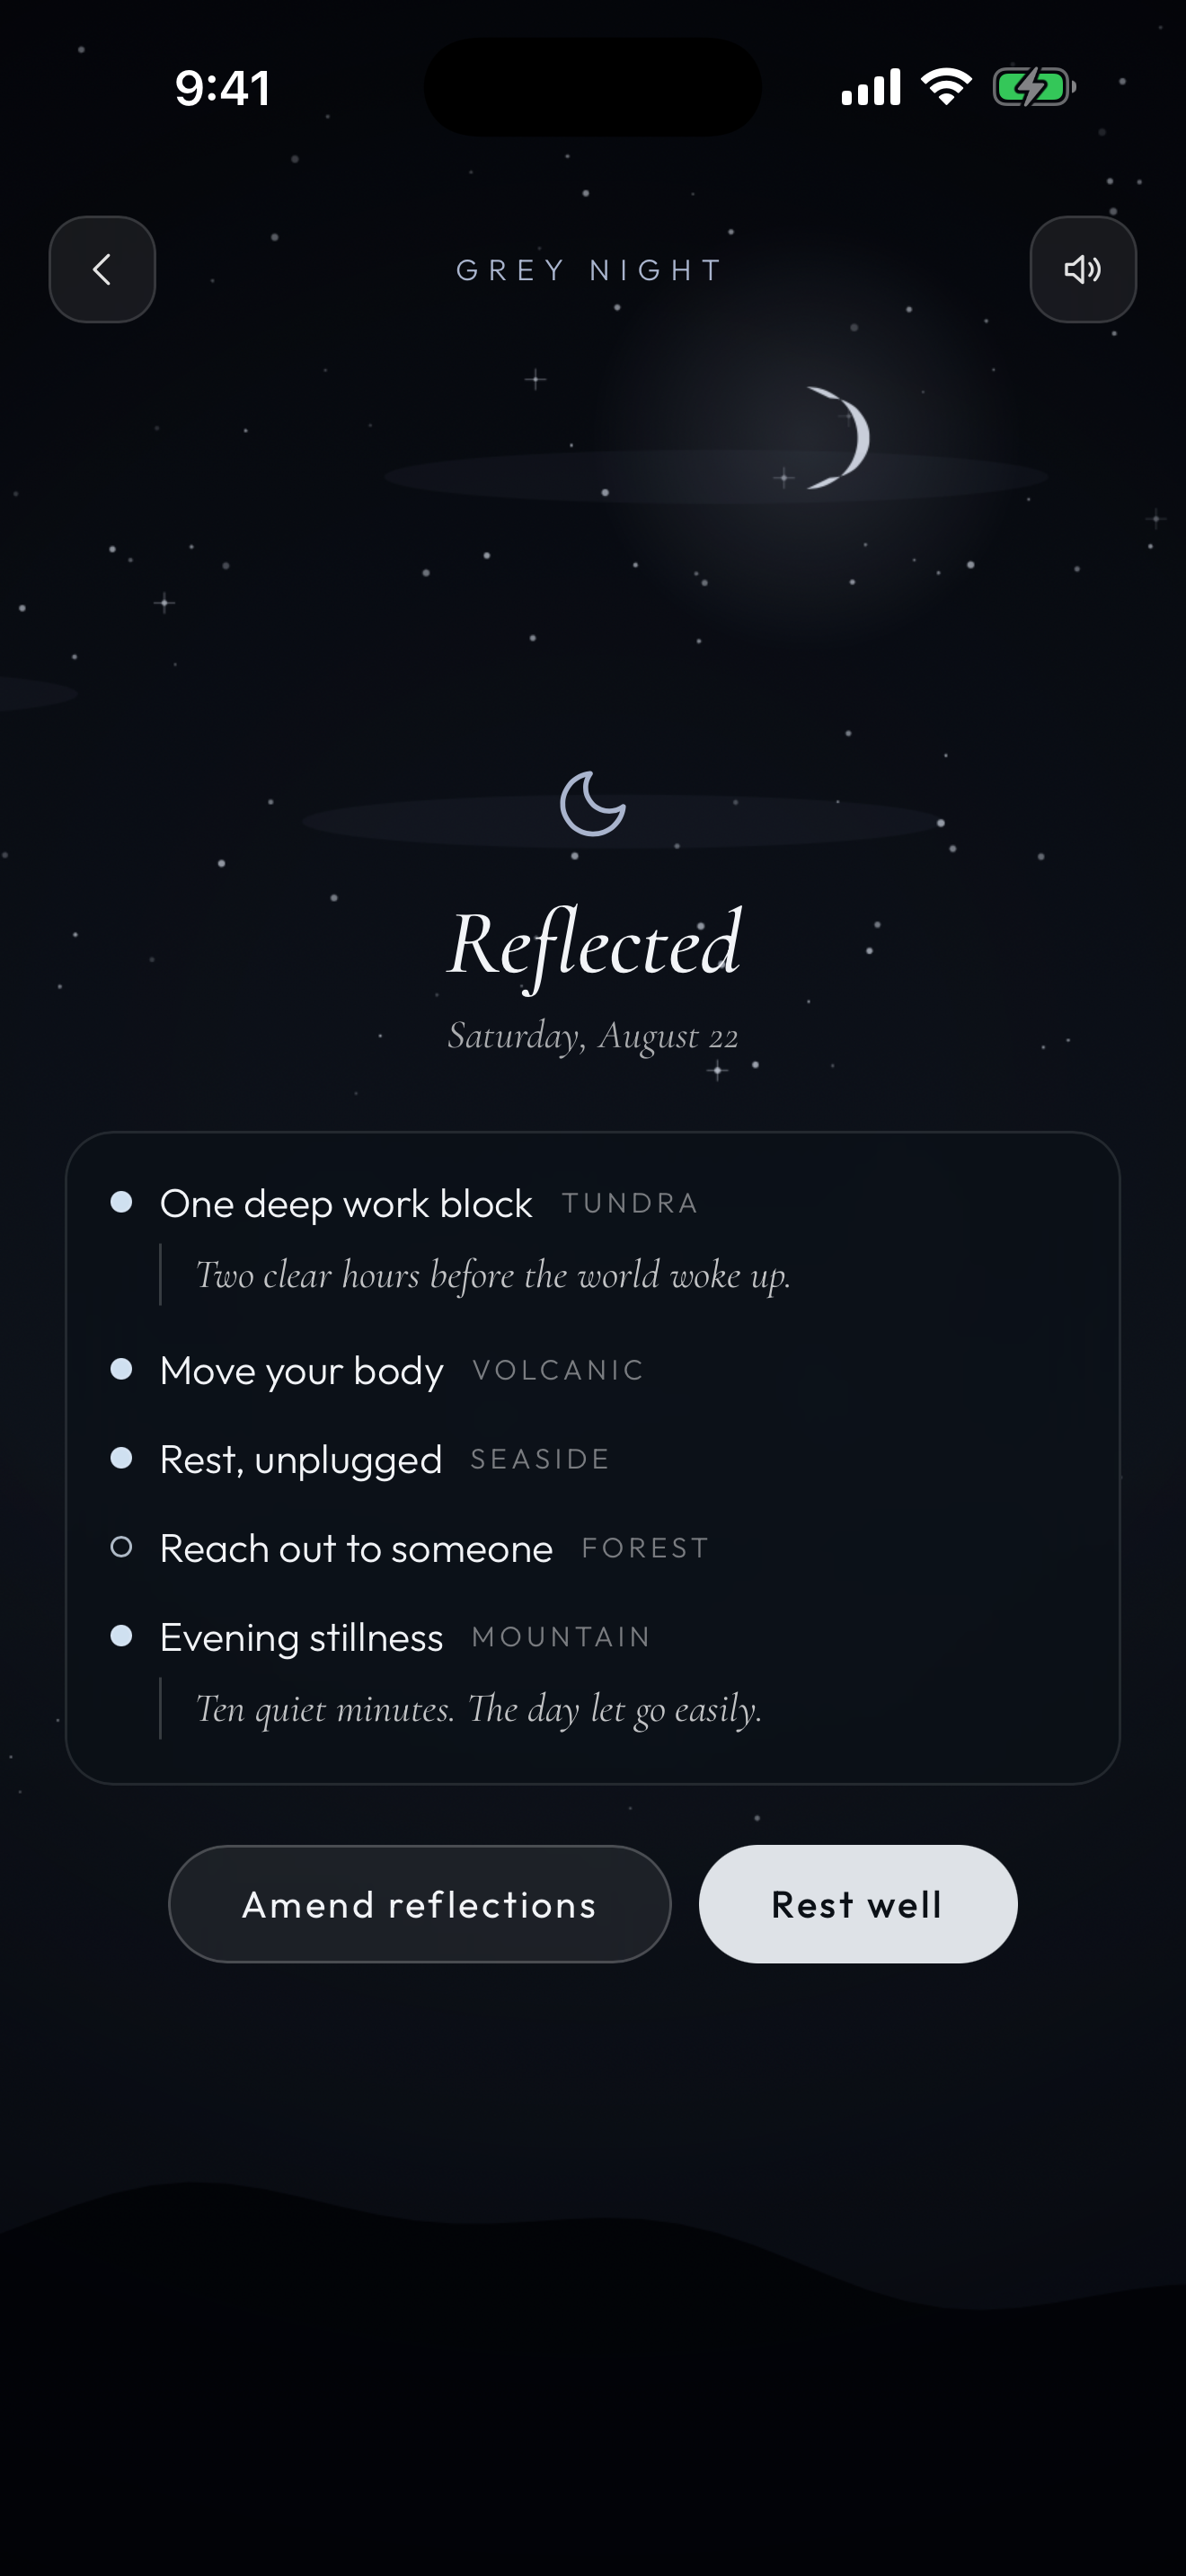 9:41
GREY NIGHT
Reflected
Saturday, August 22
One deep work block TUNDRA
Two clear hours before the world woke up.
Move your body VOLCANIC
Rest, unplugged SEASIDE
Reach out to someone FOREST
Evening stillness MOUNTAIN
Ten quiet minutes. The day let go easily.
Amend reflections Rest well